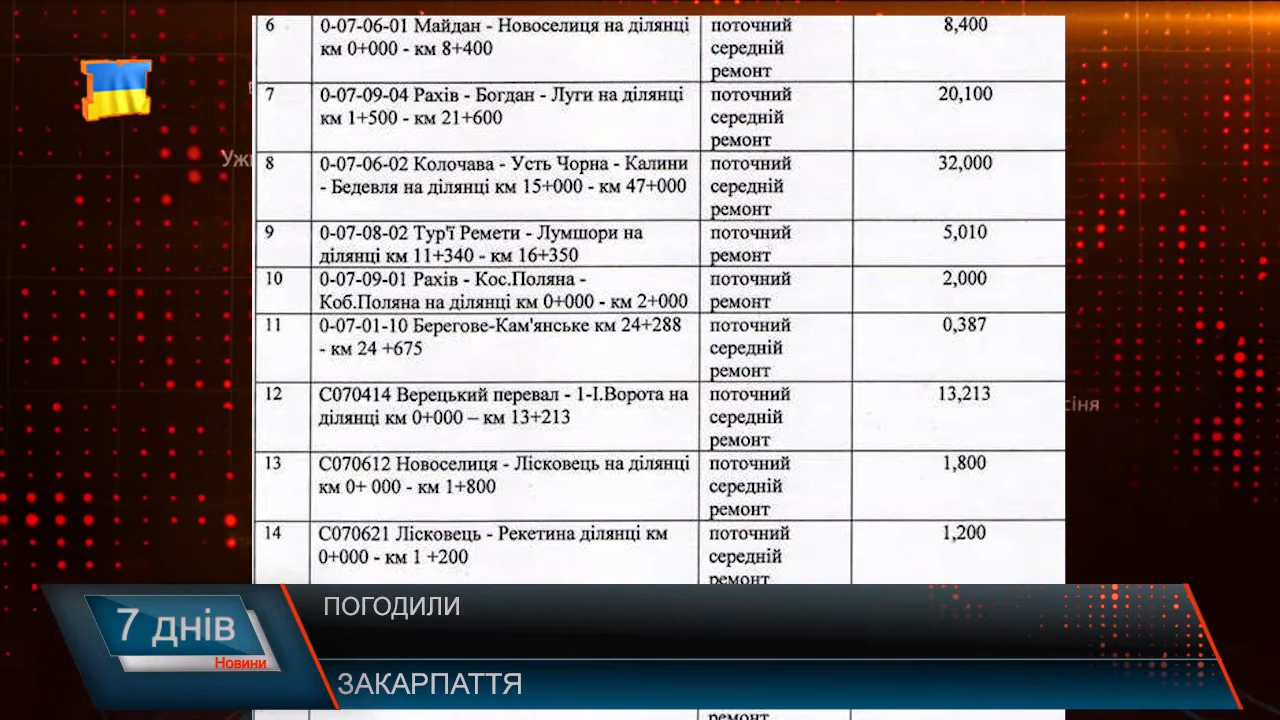 6 0-07-06-01 Майдан - Новоселиця на ділянці поточний 8,400
км 0+000 - км 8+400 середній
ремонт
7 0-07-09-04 Рахів - Богдан - Луги на ділянці поточний 20,100
км 1+500 - км 21+600 середній
ремонт
8 0-07-06-02 Колочава - Усть Чорна - Калини поточний 32,000
- Бедевля на ділянці км 15+000 - км 47+000 середній
ремонт
9 0-07-08-02 Тур'ї Ремети - Лумшори на поточний 5,010
ділянці км 11+340 - км 16+350 ремонт
10 0-07-09-01 Рахів - Кос.Поляна - поточний 2,000
Коб.Поляна на ділянці км 0+000 - км 2+000 ремонт
11 0-07-01-10 Берегове-Кам'янське км 24+288 поточний 0,387
- км 24 +675 середній
ремонт
12 С070414 Верецький перевал - 1-І.Ворота на поточний 13,213
ділянці км 0+000 – км 13+213 середній
ремонт
13 С070612 Новоселиця - Лісковець на ділянці поточний 1,800
км 0+ 000 - км 1+800 середній
ремонт
14 С070621 Лісковець - Рекетина ділянці км поточний 1,200
0+000 - км 1 +200 середній
ремонт
7 днів
Новини
ПОГОДИЛИ
ЗАКАРПАТТЯ
ремонт